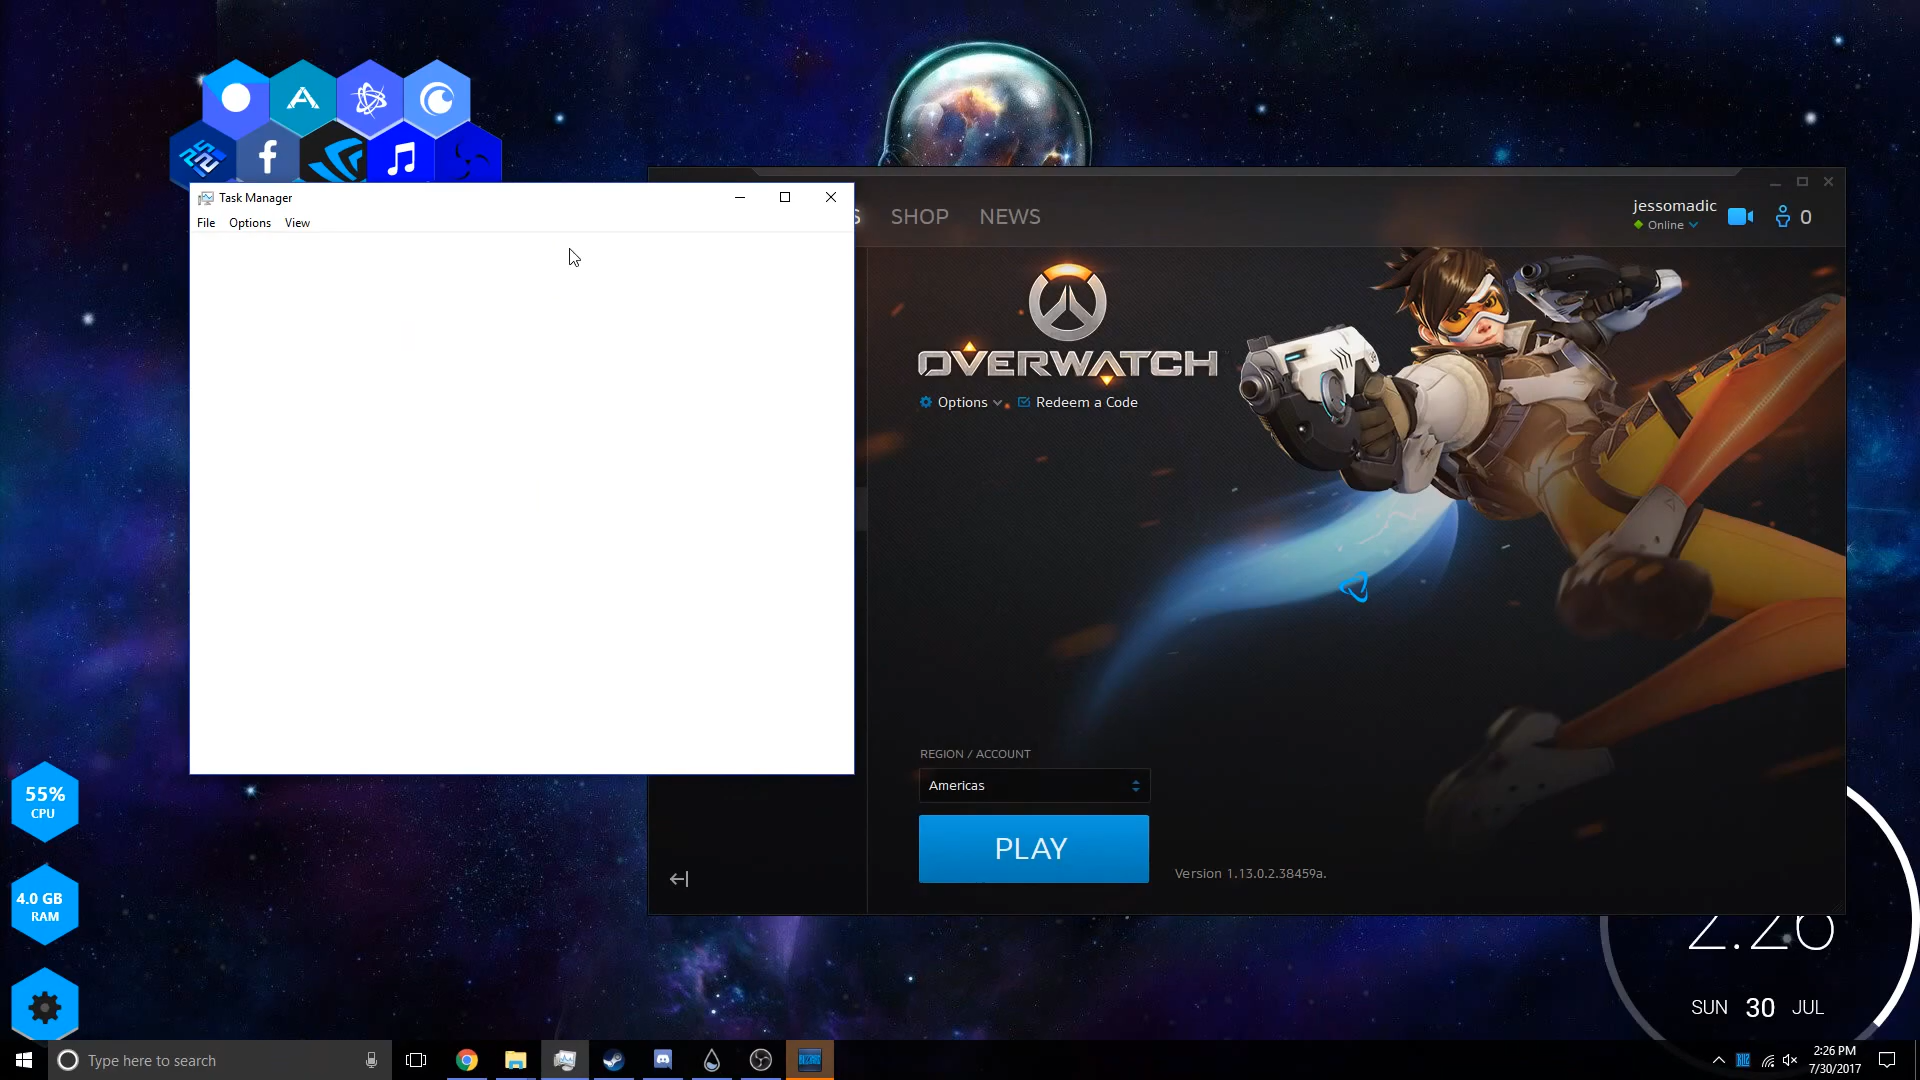 Task Manager
File Options View
SHOP NEWS
jessomadic
Online
0
OVERWATCH
Options
Redeem a Code
REGION / ACCOUNT
Americas
PLAY
Version 1.13.0.2.38459a.
55%
CPU
4.0 GB
RAM
2:26
SUN 30 JUL
Type here to search
2:26 PM
7/30/2017